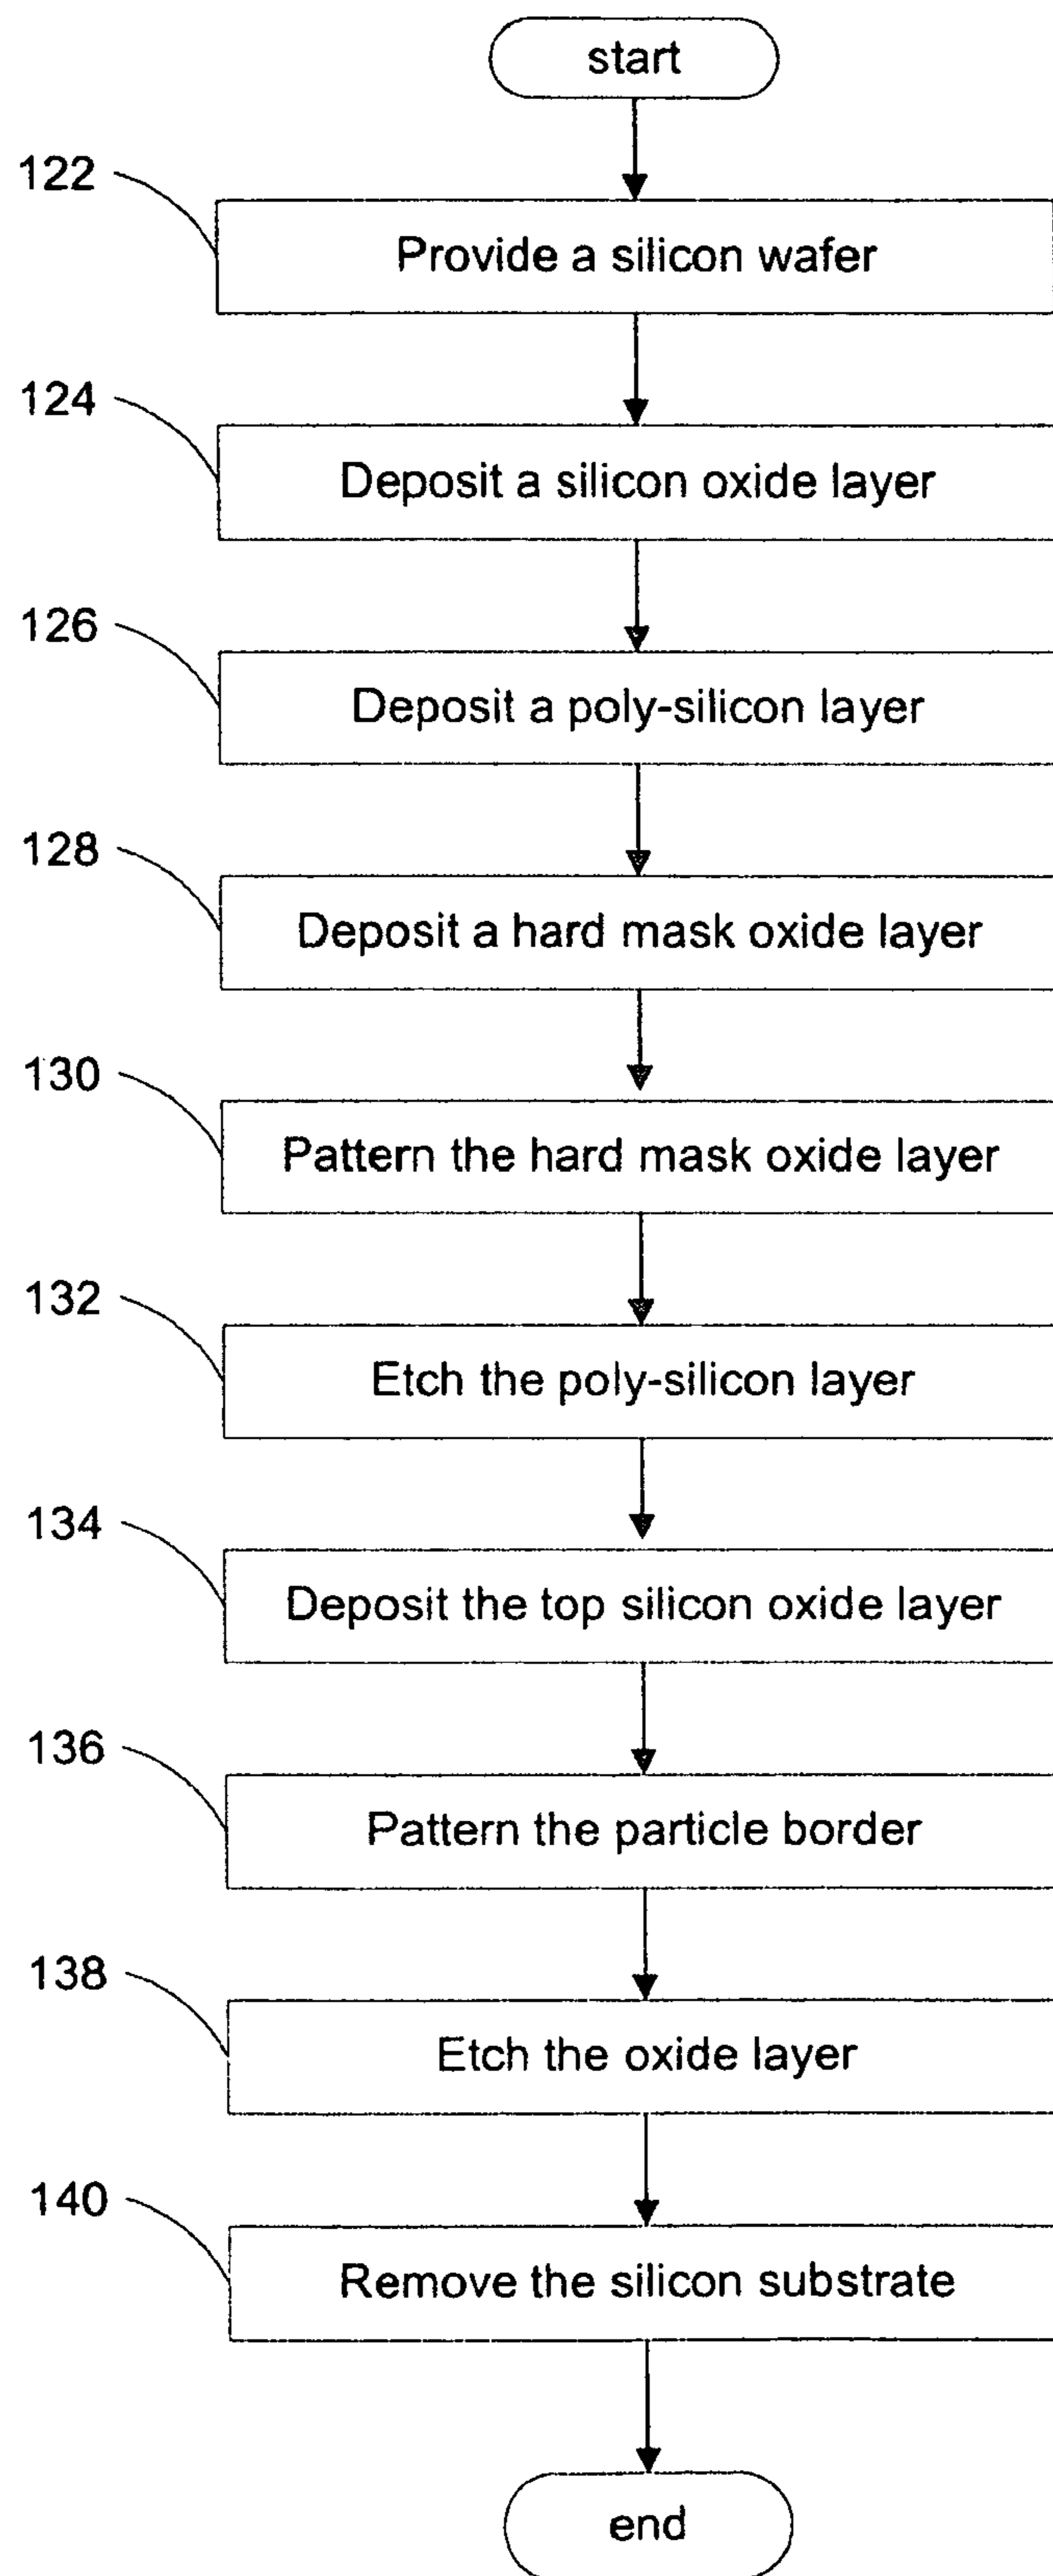 start
122
Provide a silicon wafer
124
Deposit a silicon oxide layer
126
Deposit a poly-silicon layer
128
Deposit a hard mask oxide layer
130
Pattern the hard mask oxide layer
132
Etch the poly-silicon layer
134
Deposit the top silicon oxide layer
136
Pattern the particle border
138
Etch the oxide layer
140
Remove the silicon substrate
end